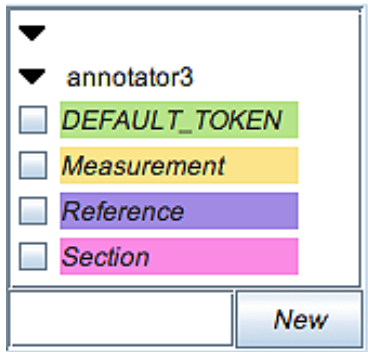 annotator3
DEFAULT_TOKEN
Measurement
Reference
Section
New